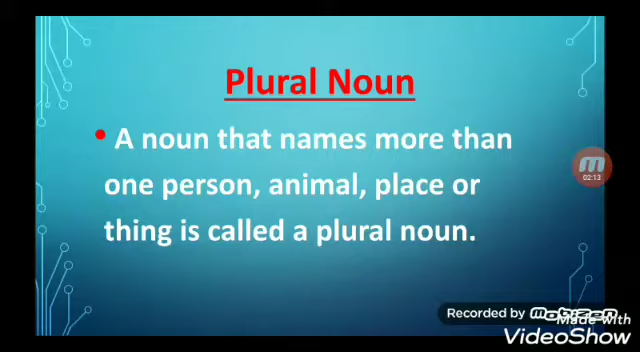 Plural Noun
• A noun that names more than
one person, animal, place or
thing is called a plural noun.
02:13
Recorded by Mobizen
Made with
VideoShow